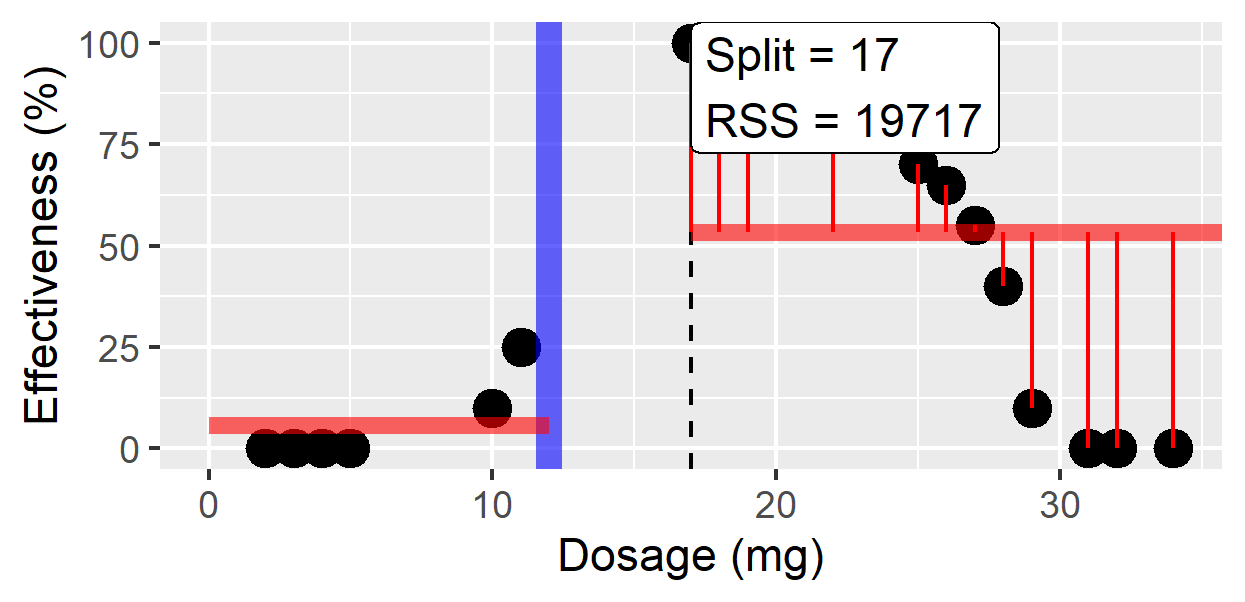 Effectiveness (%)
100
75
50
25
0
Split = 17
RSS = 19717
0 10 20 30
Dosage (mg)